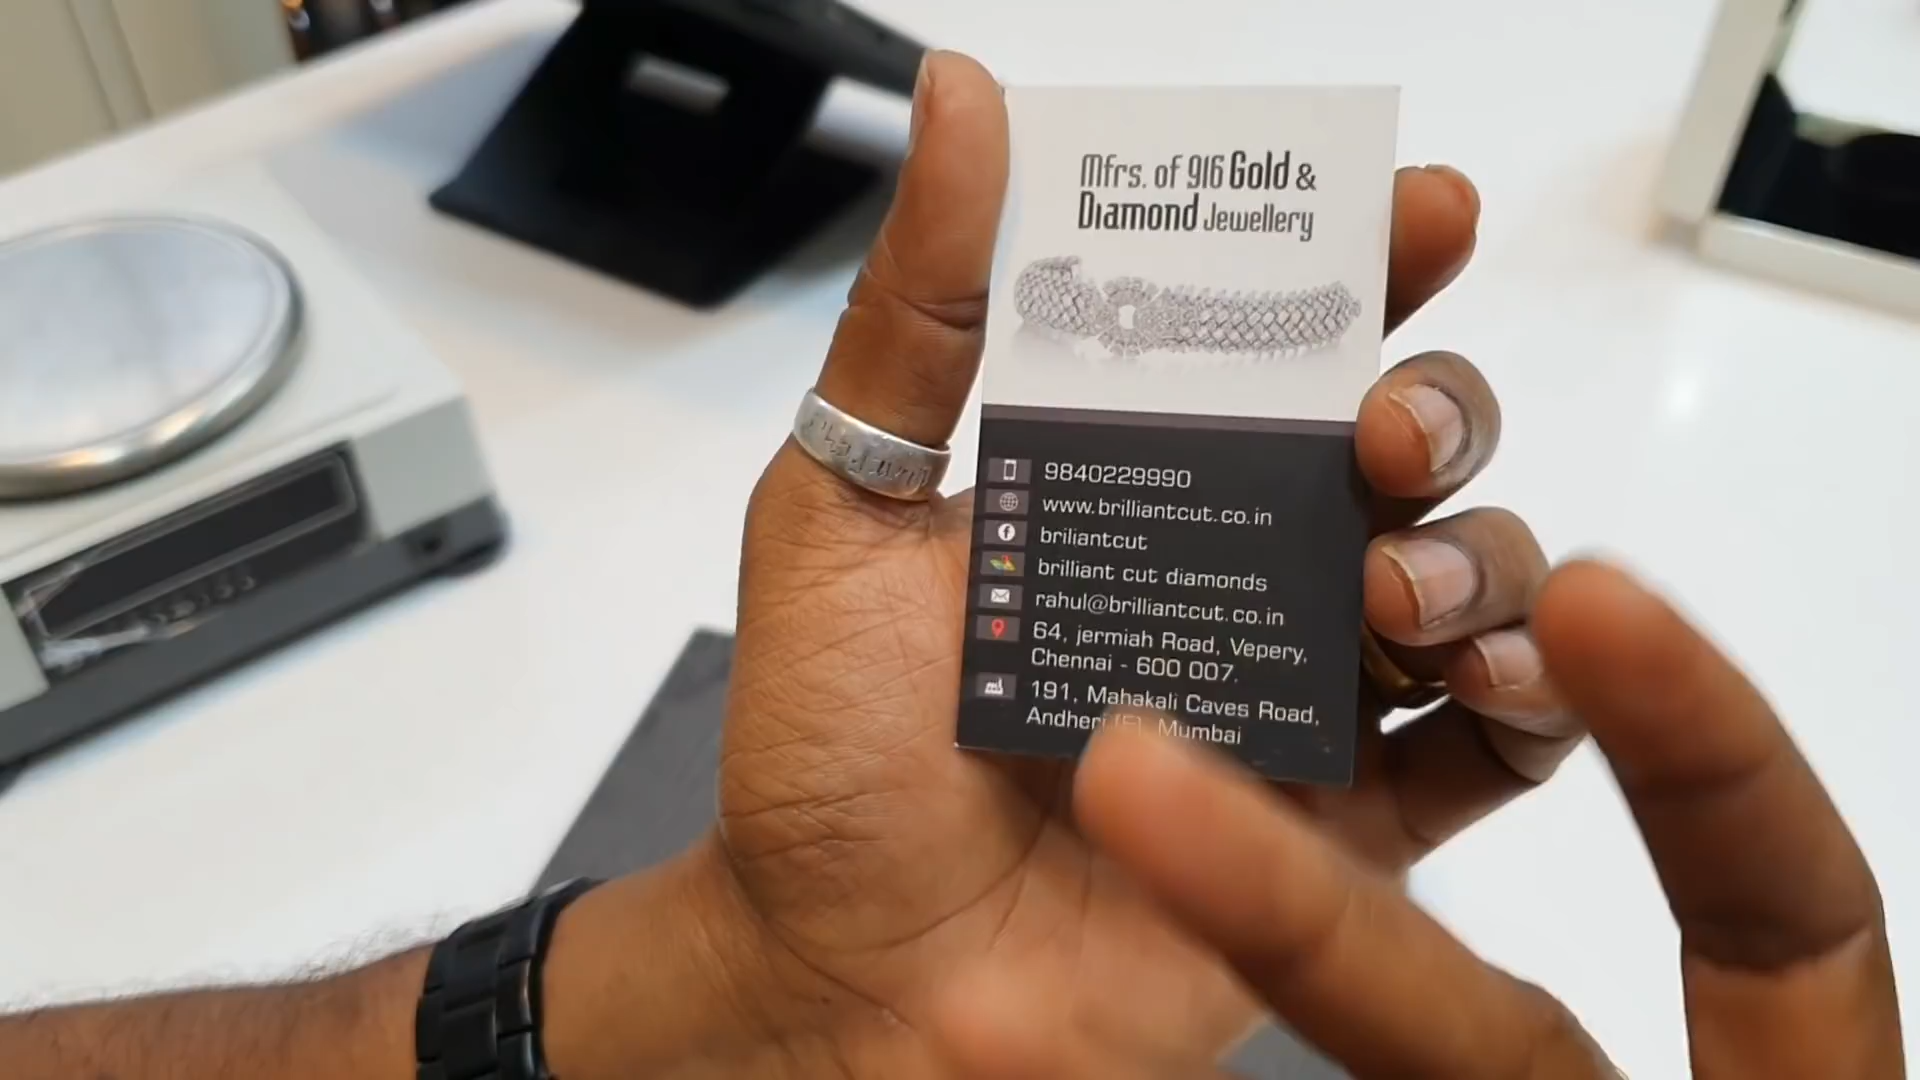 Mfrs. of 916 Gold &
Diamond Jewellery
9840229990
www.brilliantcut.co.in
briliantcut
brilliant cut diamonds
rahul@brilliantcut.co.in
64, jermiah Road, Vepery,
Chennai - 600 007.
191, Mahakali Caves Road,
Andheri (E), Mumbai